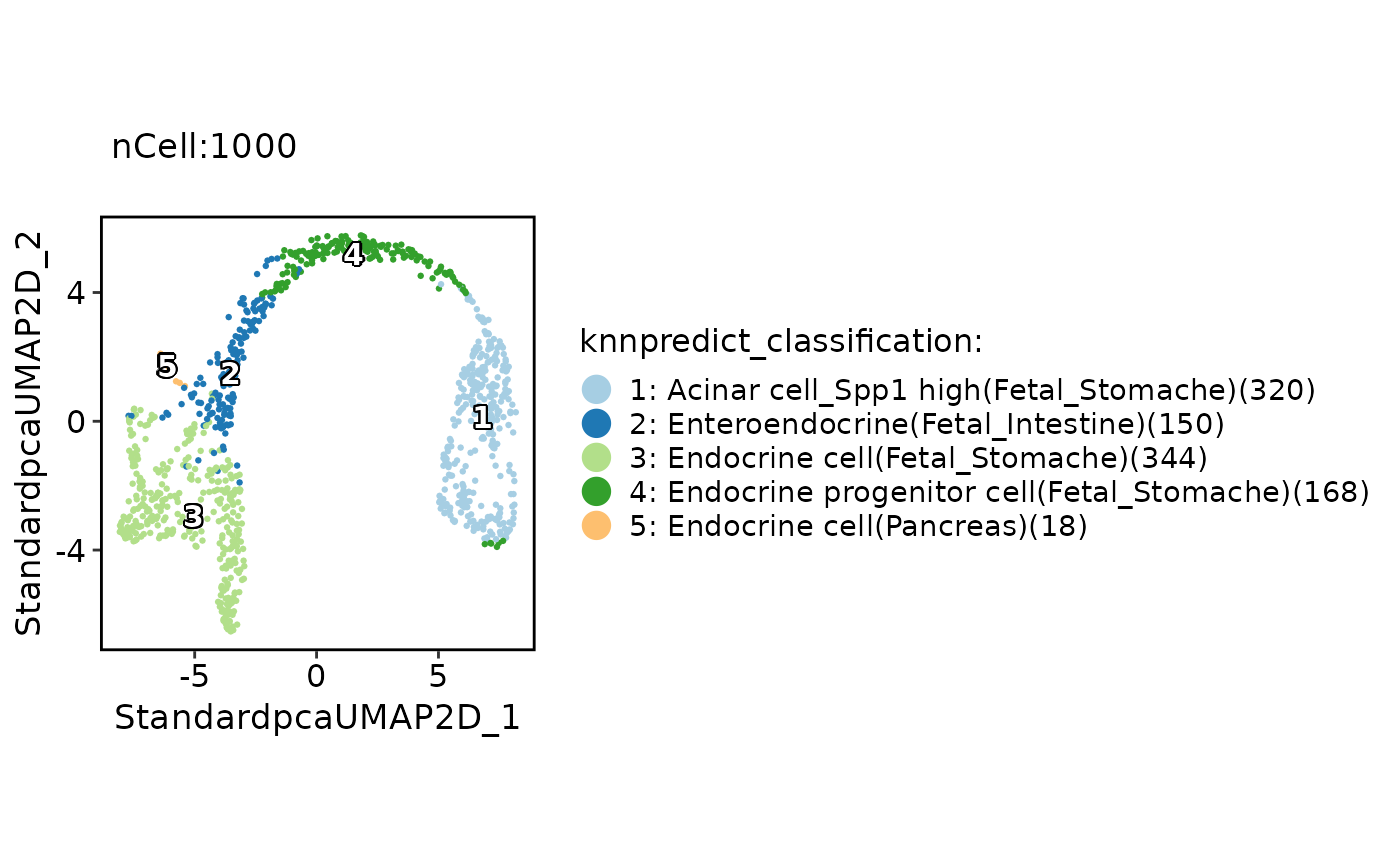 nCell:1000
StandardpcaUMAP2D_2
4
0
-4
-5
0
5
StandardpcaUMAP2D_1
4
5
2
1
3
knnpredict_classification:
1: Acinar cell_Spp1 high(Fetal_Stomache)(320)
2: Enteroendocrine(Fetal_Intestine)(150)
3: Endocrine cell(Fetal_Stomache)(344)
4: Endocrine progenitor cell(Fetal_Stomache)(168)
5: Endocrine cell(Pancreas)(18)